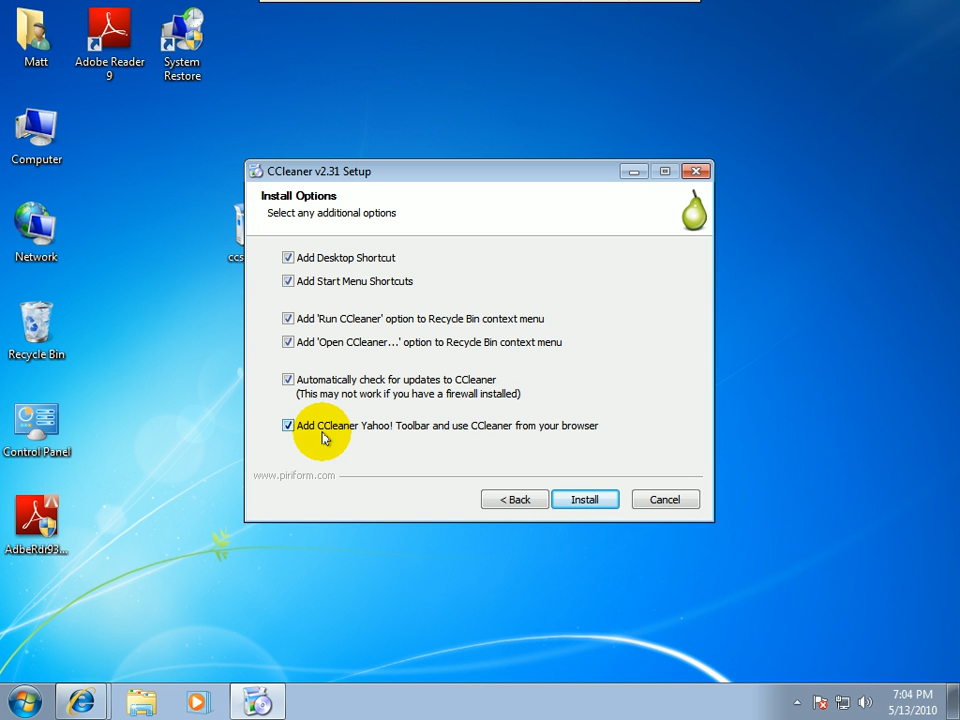 Matt
Adobe Reader
9
System
Restore
Computer
Network
ccs
Recycle Bin
Control Panel
AdbeRdr93...
CCleaner v2.31 Setup
Install Options
Select any additional options
Add Desktop Shortcut
Add Start Menu Shortcuts
Add 'Run CCleaner' option to Recycle Bin context menu
Add 'Open CCleaner...' option to Recycle Bin context menu
Automatically check for updates to CCleaner
(This may not work if you have a firewall installed)
Add CCleaner Yahoo! Toolbar and use CCleaner from your browser
www.piriform.com
< Back
Install
Cancel
7:04 PM
5/13/2010